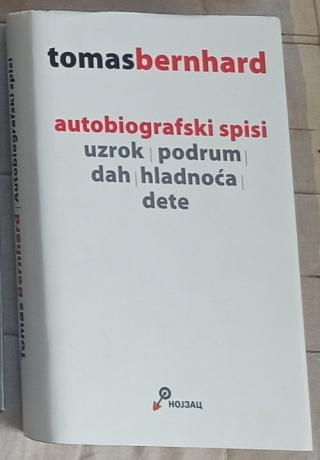 tomasbernhard
autobiografski spisi
uzrok | podrum |
dah | hladnoća |
dete
НОЈЗАЦ
Tomas Bernhard | Autobiografski spisi